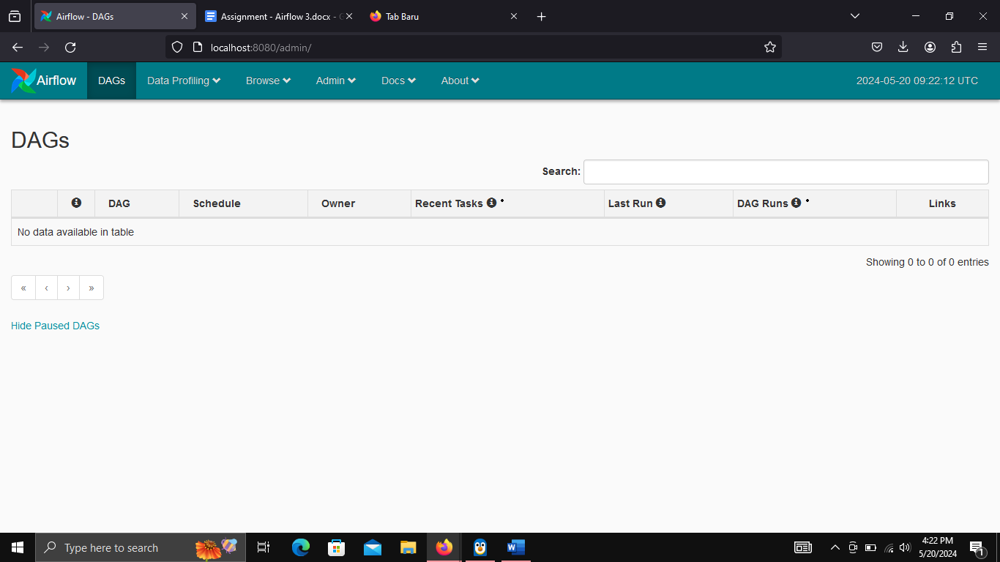 Airflow - DAGs
Assignment - Airflow 3.docx - G
Tab Baru
localhost:8080/admin/
Airflow DAGs Data Profiling Browse Admin Docs About 2024-05-20 09:22:12 UTC
DAGs
Search:
DAG Schedule Owner Recent Tasks Last Run DAG Runs Links
No data available in table
Showing 0 to 0 of 0 entries
« ‹ › »
Hide Paused DAGs
Type here to search
4:22 PM
5/20/2024
1